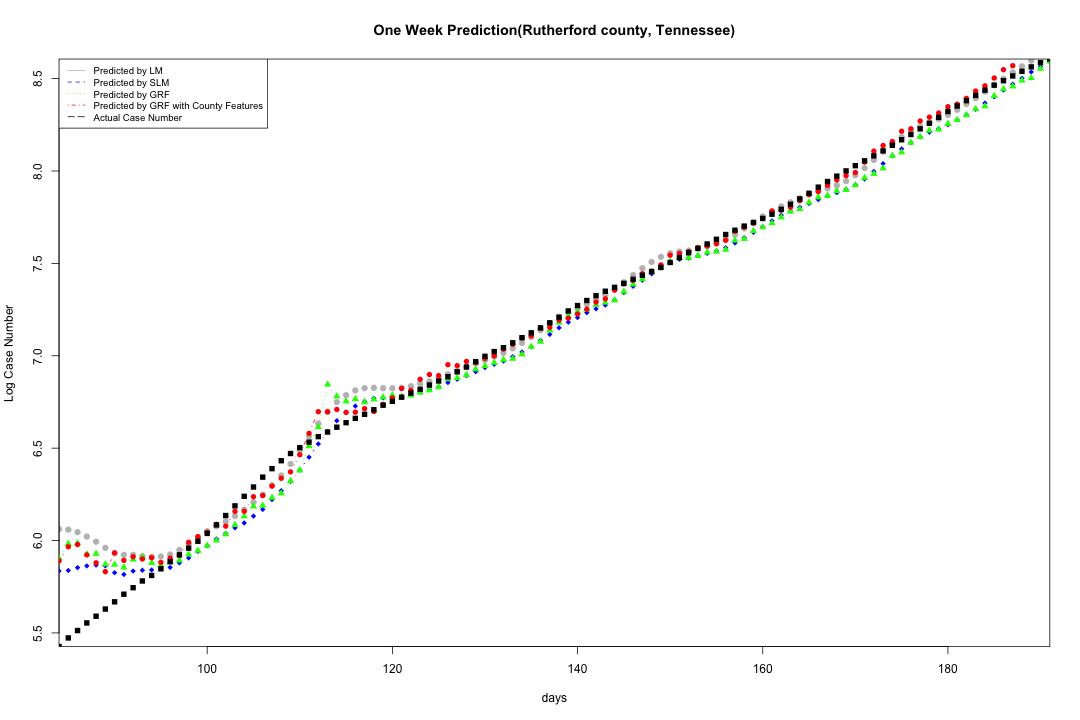 One Week Prediction(Rutherford county, Tennessee)
Predicted by LM
Predicted by SLM
Predicted by GRF
Predicted by GRF with County Features
Actual Case Number
Log Case Number
8.5
8.0
7.5
7.0
6.5
6.0
5.5
100 120 140 160 180
days